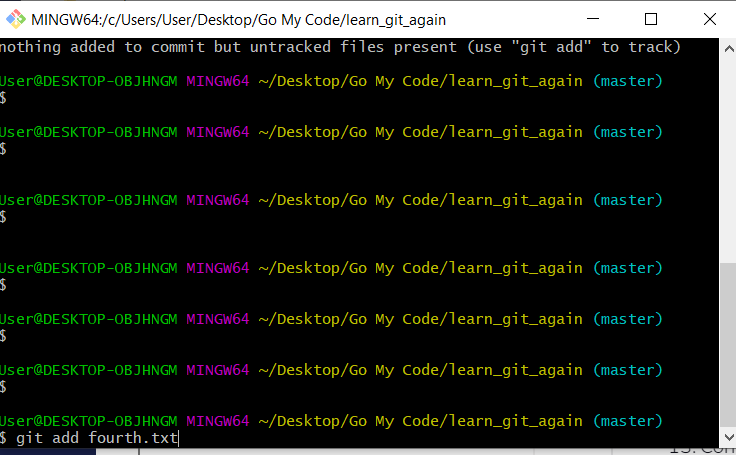 MINGW64:/c/Users/User/Desktop/Go My Code/learn_git_again
nothing added to commit but untracked files present (use "git add" to track)
User@DESKTOP-OBJHNGM MINGW64 ~/Desktop/Go My Code/learn_git_again (master)
$
User@DESKTOP-OBJHNGM MINGW64 ~/Desktop/Go My Code/learn_git_again (master)
$
User@DESKTOP-OBJHNGM MINGW64 ~/Desktop/Go My Code/learn_git_again (master)
$
User@DESKTOP-OBJHNGM MINGW64 ~/Desktop/Go My Code/learn_git_again (master)
$
User@DESKTOP-OBJHNGM MINGW64 ~/Desktop/Go My Code/learn_git_again (master)
$
User@DESKTOP-OBJHNGM MINGW64 ~/Desktop/Go My Code/learn_git_again (master)
$
User@DESKTOP-OBJHNGM MINGW64 ~/Desktop/Go My Code/learn_git_again (master)
$ git add fourth.txt